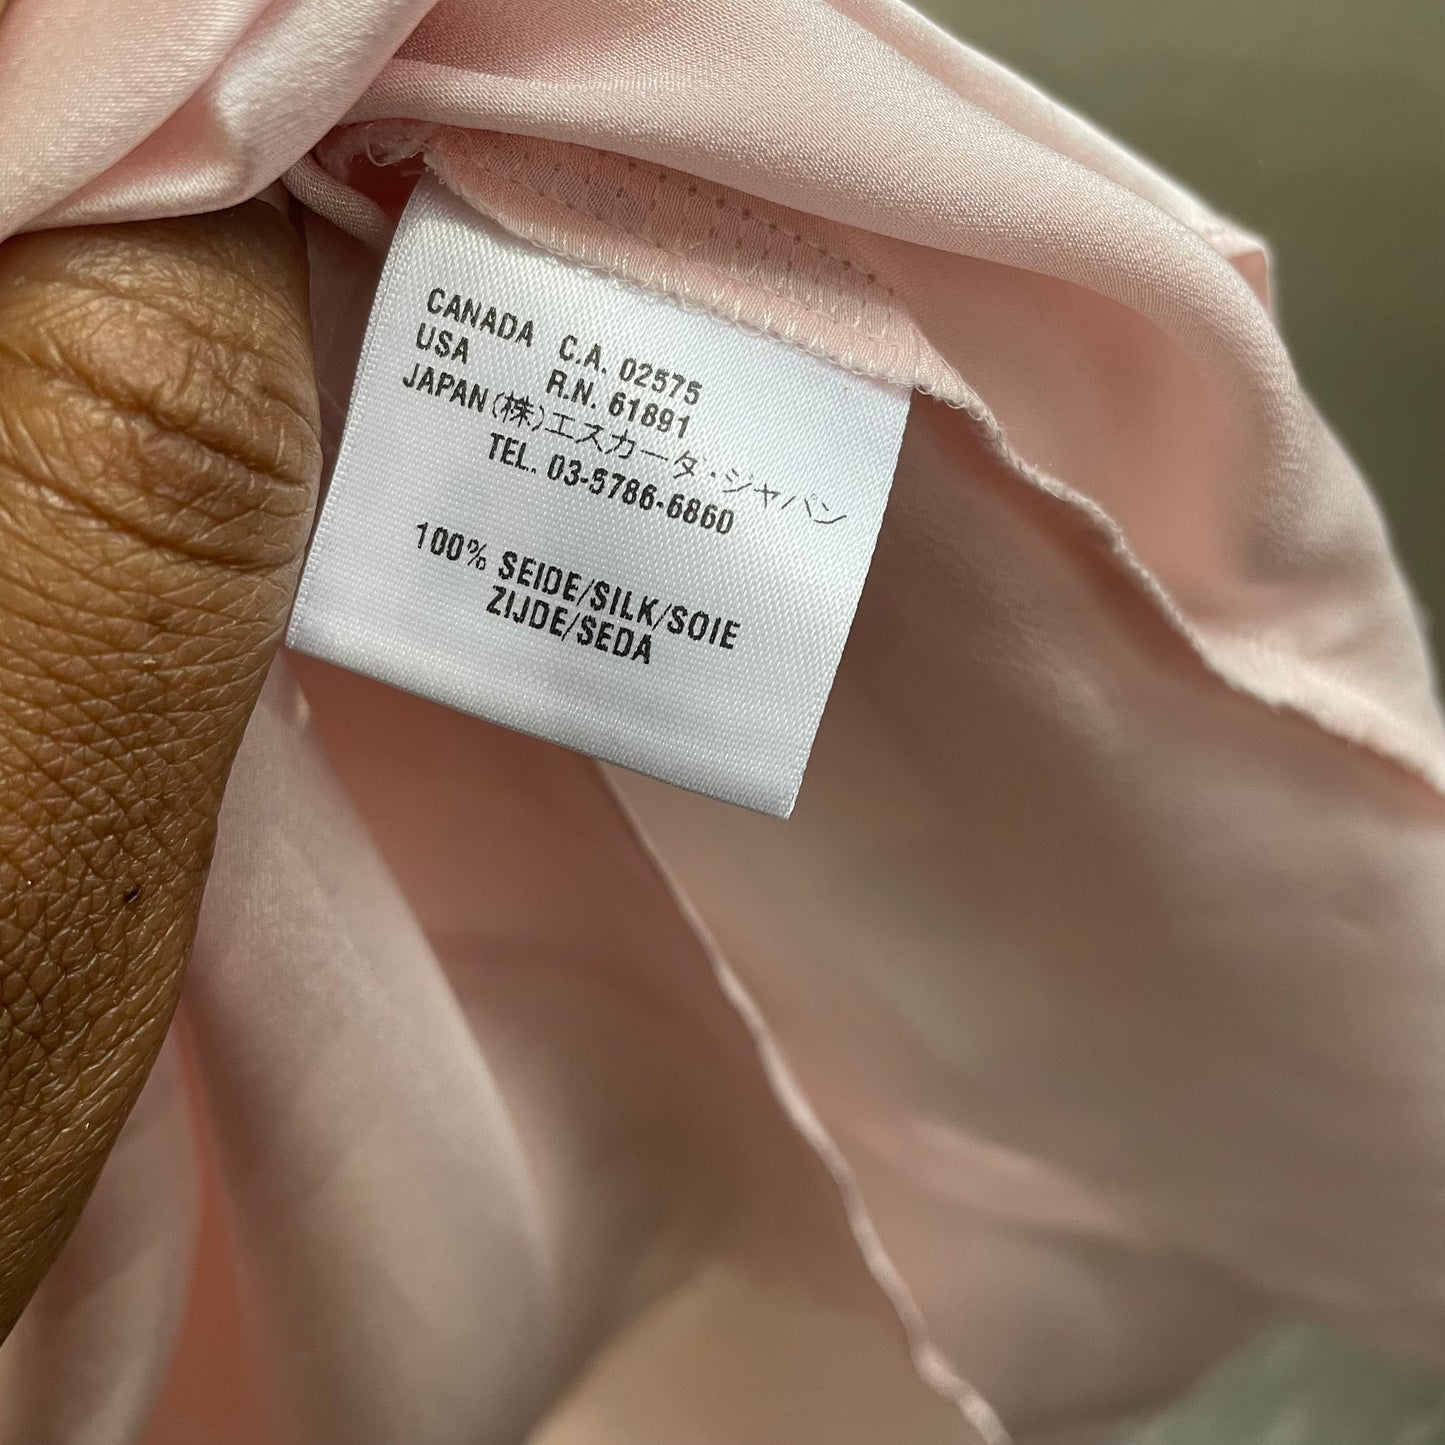 CANADA C.A. 02575
USA R.N. 61891
JAPAN (株)エスカーダ・ジャパン
TEL. 03-5786-6860
100% SEIDE/SILK/SOIE
ZIJDE/SEDA